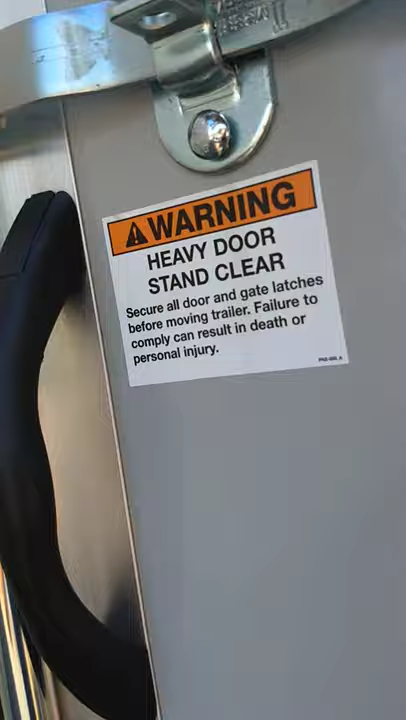 WARNING
HEAVY DOOR
STAND CLEAR
Secure all door and gate latches
before moving trailer. Failure to
comply can result in death or
personal injury.